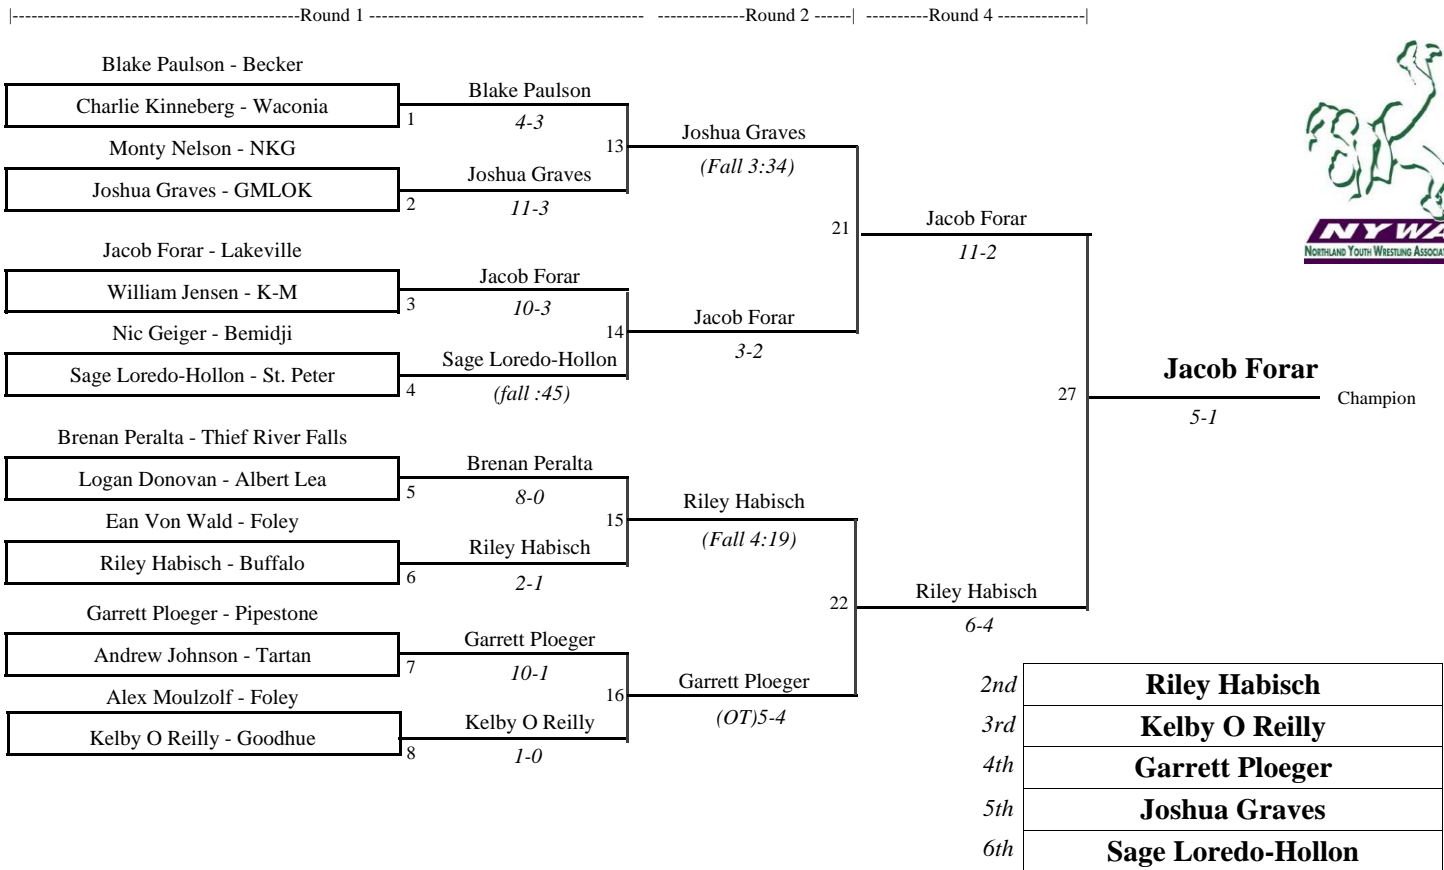 |-----------------------------------------Round 1 ---------------------------------------  --------------Round 2 ------|  ----------Round 4 --------------|
Blake Paulson - Becker
Charlie Kinneberg - Waconia
1
Blake Paulson
4-3
Monty Nelson - NKG
Joshua Graves - GMLOK
2
Joshua Graves
11-3
13
Joshua Graves
(Fall 3:34)
Jacob Forar - Lakeville
William Jensen - K-M
3
Jacob Forar
10-3
Nic Geiger - Bemidji
Sage Loredo-Hollon - St. Peter
4
Sage Loredo-Hollon
(fall :45)
14
Jacob Forar
3-2
21
Jacob Forar
11-2
Brenan Peralta - Thief River Falls
Logan Donovan - Albert Lea
5
Brenan Peralta
8-0
Ean Von Wald - Foley
Riley Habisch - Buffalo
6
Riley Habisch
2-1
15
Riley Habisch
(Fall 4:19)
Garrett Ploeger - Pipestone
Andrew Johnson - Tartan
7
Garrett Ploeger
10-1
Alex Moulzolf - Foley
Kelby O Reilly - Goodhue
8
Kelby O Reilly
1-0
16
Garrett Ploeger
(OT)5-4
22
Riley Habisch
6-4
27
Jacob Forar
5-1
Champion
NYWA
NORTHLAND YOUTH WRESTLING ASSOCIAT
2nd Riley Habisch
3rd Kelby O Reilly
4th Garrett Ploeger
5th Joshua Graves
6th Sage Loredo-Hollon